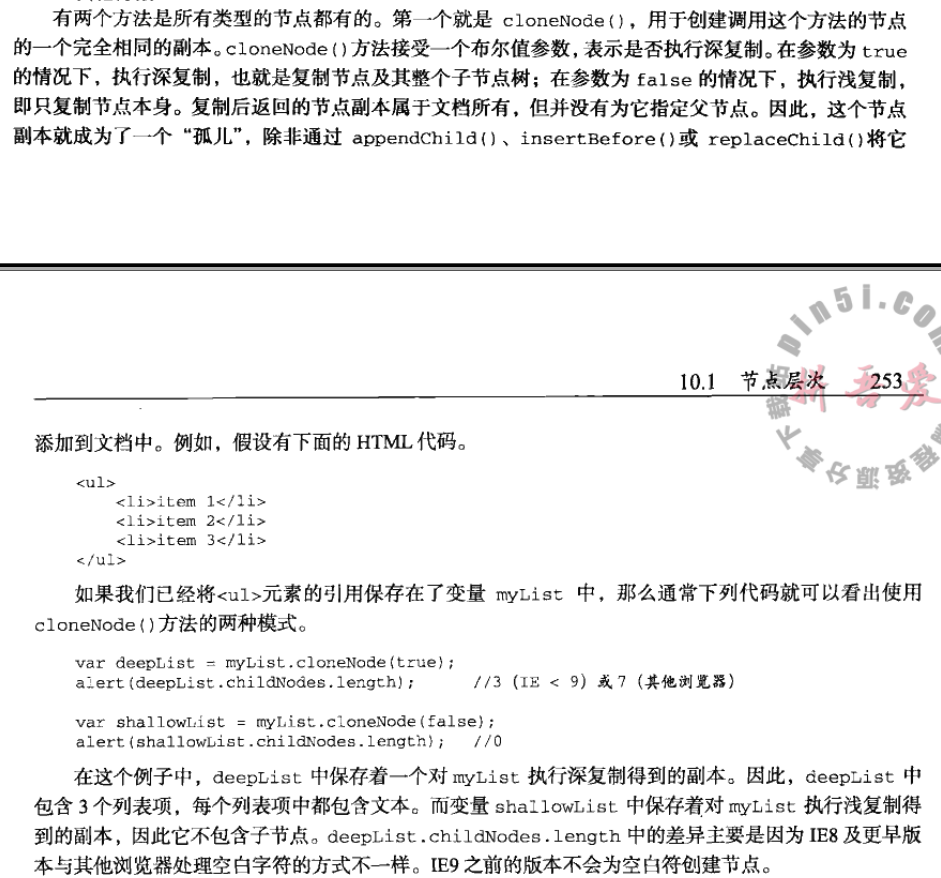 有两个方法是所有类型的节点都有的。第一个就是 cloneNode()，用于创建调用这个方法的节点
的一个完全相同的副本。cloneNode()方法接受一个布尔值参数，表示是否执行深复制。在参数为 true
的情况下，执行深复制，也就是复制节点及其整个子节点树；在参数为 false 的情况下，执行浅复制，
即只复制节点本身。复制后返回的节点副本属于文档所有，但并没有为它指定父节点。因此，这个节点
副本就成为了一个“孤儿”，除非通过 appendChild()、insertBefore()或 replaceChild()将它
pin5i.co
10.1 节点层次 253
拼吾爱
下载
分享
源
资
程
添加到文档中。例如，假设有下面的 HTML 代码。
<ul>
<li>item 1</li>
<li>item 2</li>
<li>item 3</li>
</ul>
如果我们已经将<ul>元素的引用保存在了变量 myList 中，那么通常下列代码就可以看出使用
cloneNode()方法的两种模式。
var deepList = myList.cloneNode(true);
alert(deepList.childNodes.length); //3 (IE < 9) 或 7 (其他浏览器)
var shallowList = myList.cloneNode(false);
alert(shallowList.childNodes.length); //0
在这个例子中，deepList 中保存着一个对 myList 执行深复制得到的副本。因此，deepList 中
包含 3 个列表项，每个列表项中都包含文本。而变量 shallowList 中保存着对 myList 执行浅复制得
到的副本，因此它不包含子节点。deepList.childNodes.length 中的差异主要是因为 IE8 及更早版
本与其他浏览器处理空白字符的方式不一样。IE9 之前的版本不会为空白符创建节点。